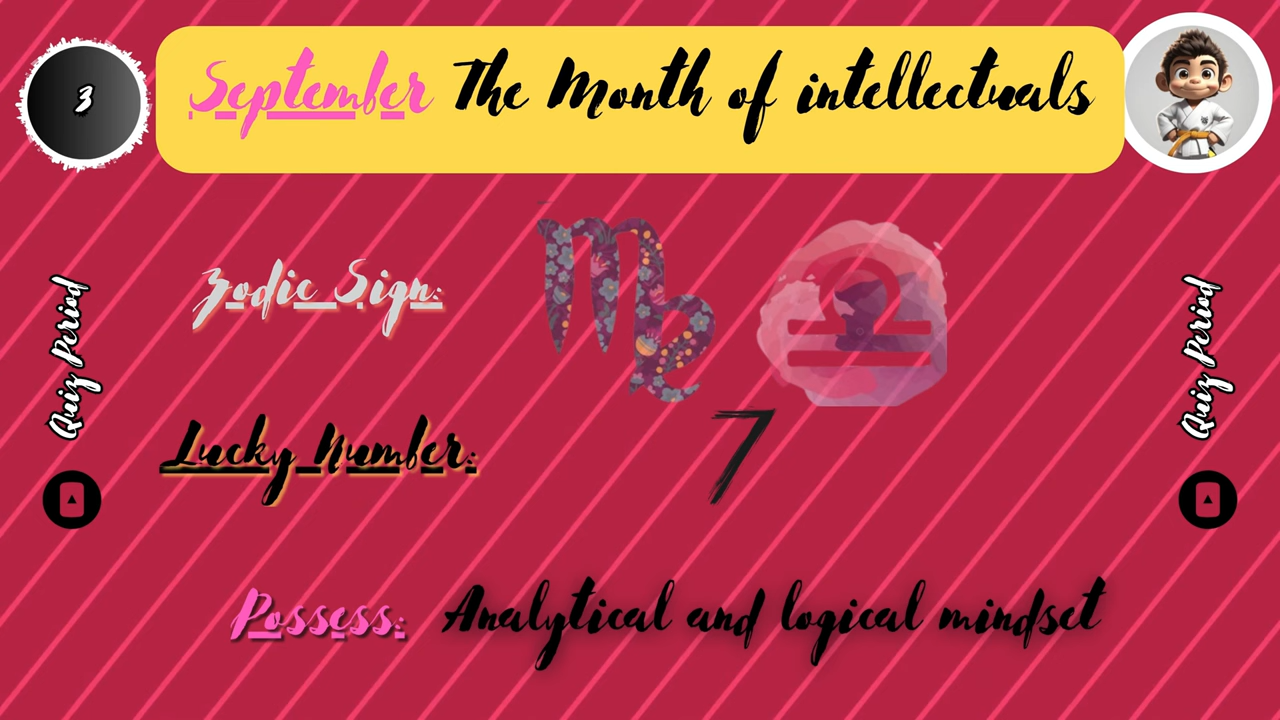 3
September The Month of intellectuals
Zodic Sign:
Lucky Number:
7
Possess: Analytical and logical mindset
Quiz Period
Quiz Period